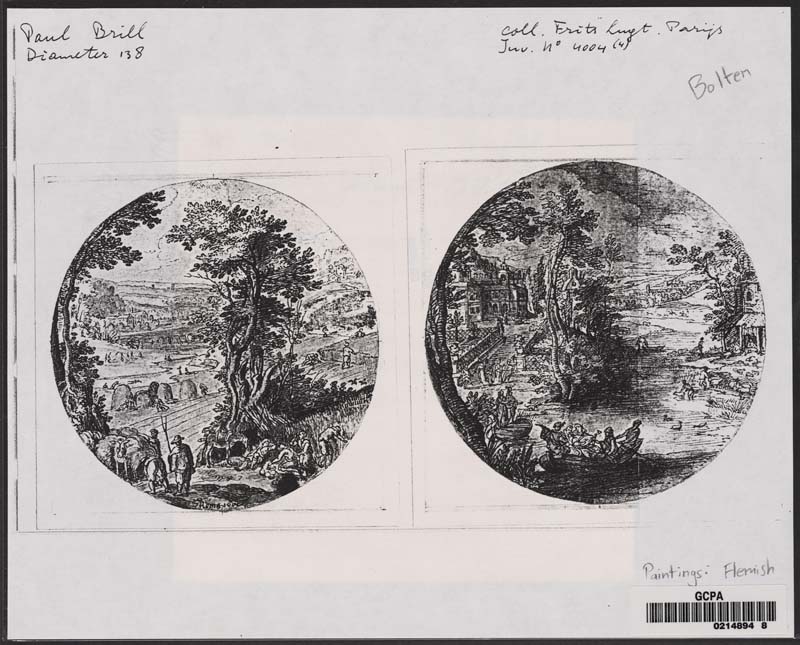 Paul Brill
Diameter 138
coll. Frits Lugt. Parijs
Inv. No 4004 (4)
Bolten
Paintings: Flemish
GCPA
0214894 8